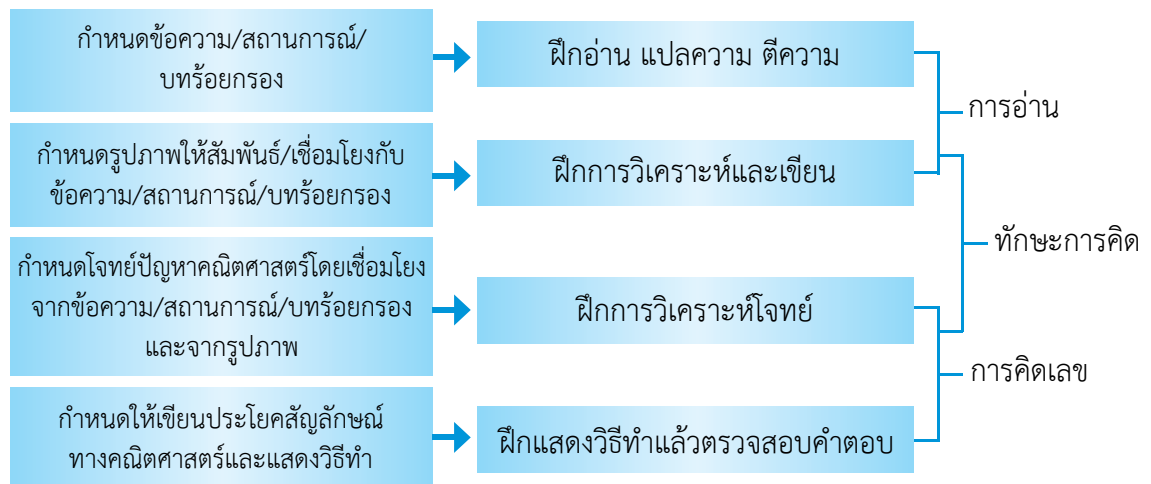 กำหนดข้อความ/สถานการณ์/
บทร้อยกรอง
ฝึกอ่าน แปลความ ตีความ
การอ่าน
กำหนดรูปภาพให้สัมพันธ์/เชื่อมโยงกับ
ข้อความ/สถานการณ์/บทร้อยกรอง
ฝึกการวิเคราะห์และเขียน
ทักษะการคิด
กำหนดโจทย์ปัญหาคณิตศาสตร์โดยเชื่อมโยง
จากข้อความ/สถานการณ์/บทร้อยกรอง
และจากรูปภาพ
ฝึกการวิเคราะห์โจทย์
การคิดเลข
กำหนดให้เขียนประโยคสัญลักษณ์
ทางคณิตศาสตร์และแสดงวิธีทำ
ฝึกแสดงวิธีทำแล้วตรวจสอบคำตอบ